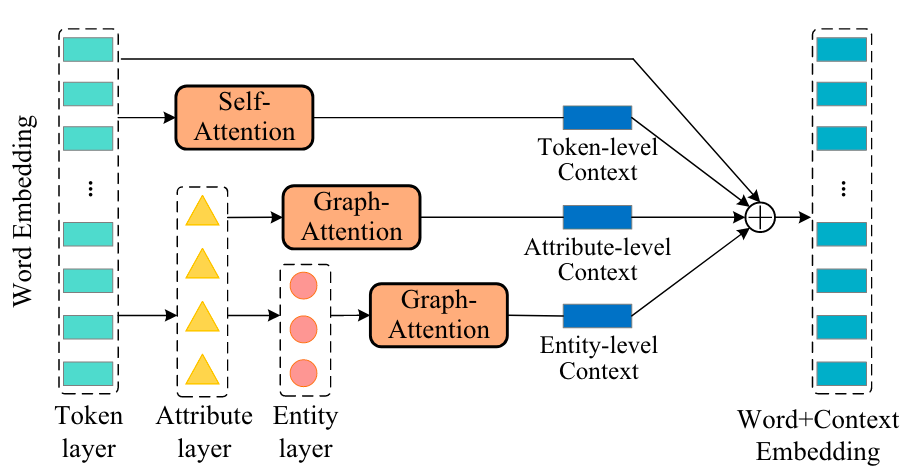 Word Embedding
Self-
Attention
Token-level
Context
...
...
Graph-
Attention
Attribute-level
Context
Graph-
Attention
Entity-level
Context
Token
layer
Attribute
layer
Entity
layer
Word+Context
Embedding